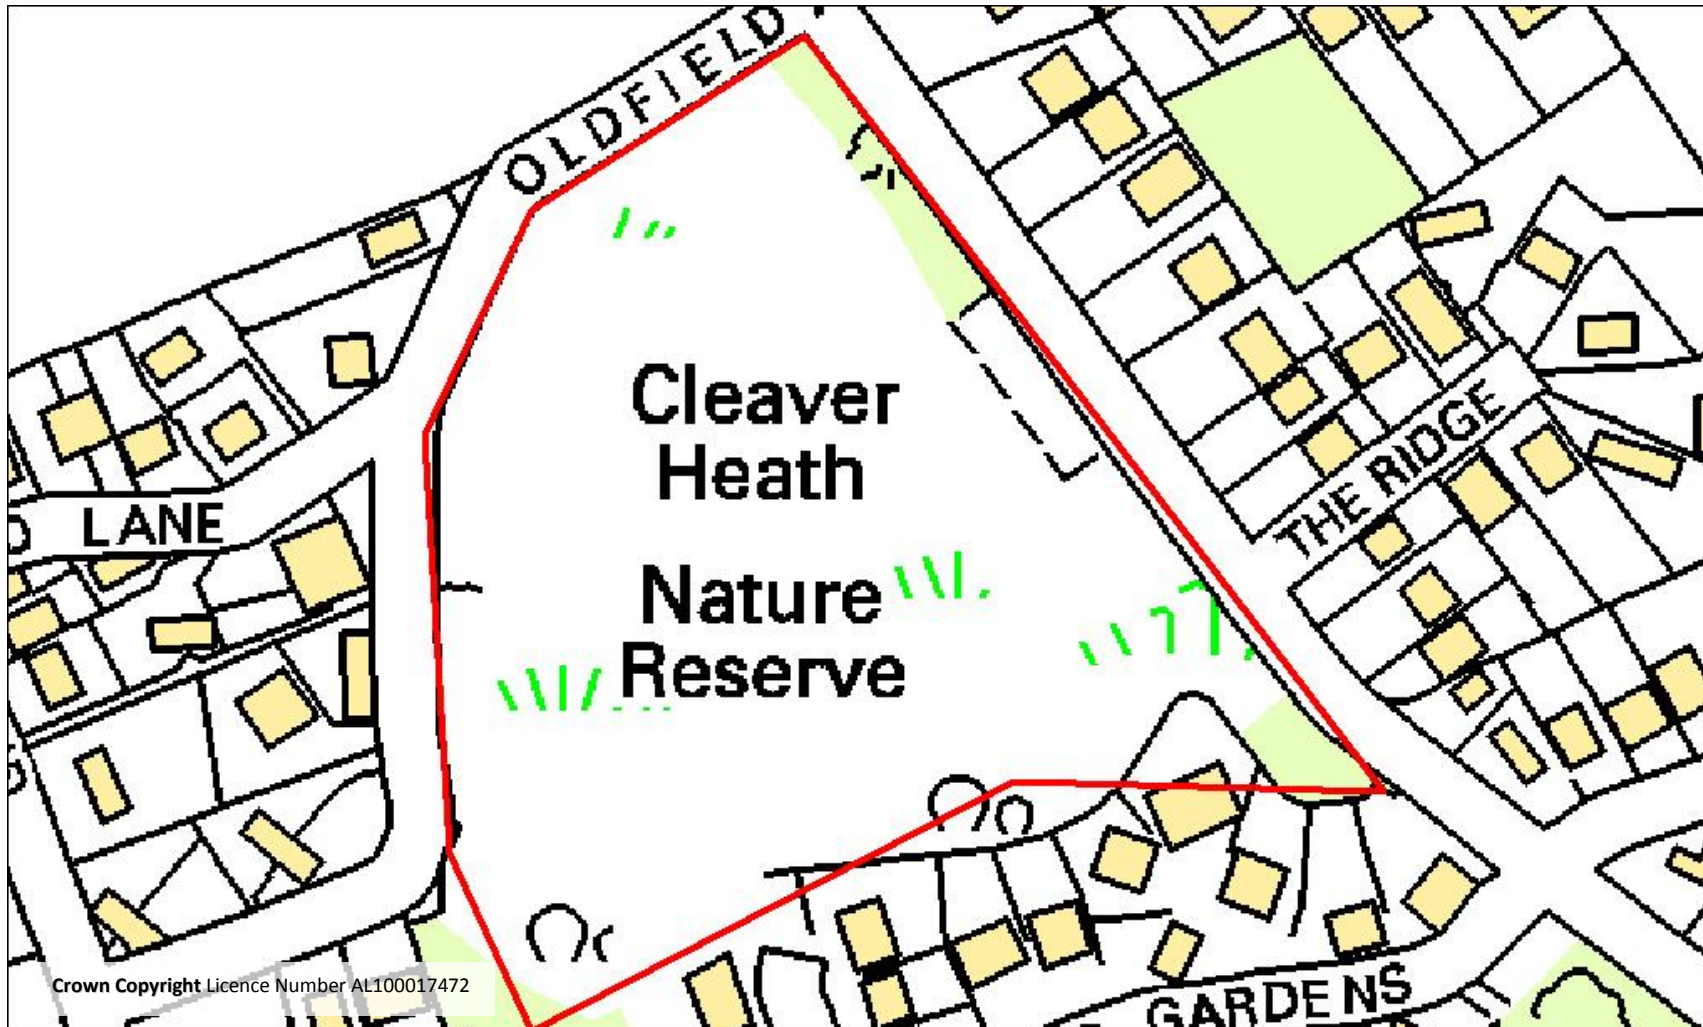 OLDFIELD
Cleaver
Heath
THE RIDGE
LANE
Nature
Reserve
Crown Copyright Licence Number AL100017472
GARDENS